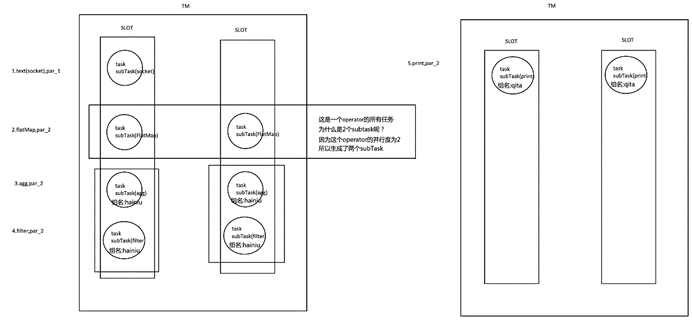 TM
SLOT
SLOT
1.text(socket),par_1
task
subTask(socket)
2.flatMap,par_2
task
subTask(FlatMap)
task
subTask(FlatMap)
这是一个operator的所有任务
为什么是2个subtask呢？
因为这个operator的并行度为2
所以生成了两个subTask
3.agg,par_2
task
subTask(agg)
组名:hainiu
task
subTask(agg)
组名:hainiu
4.filter,par_2
task
subTask(filter
组名:hainiu
task
subTask(filter
组名:hainiu
TM
SLOT
SLOT
5.print,par_2
task
subTask(print)
组名:qita
task
subTask(print)
组名:qita